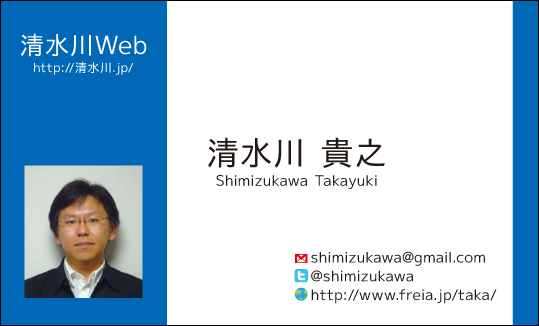 清水川Web
http://清水川.jp/
清水川 貴之
Shimizukawa Takayuki
shimizukawa@gmail.com
@shimizukawa
http://www.freia.jp/taka/